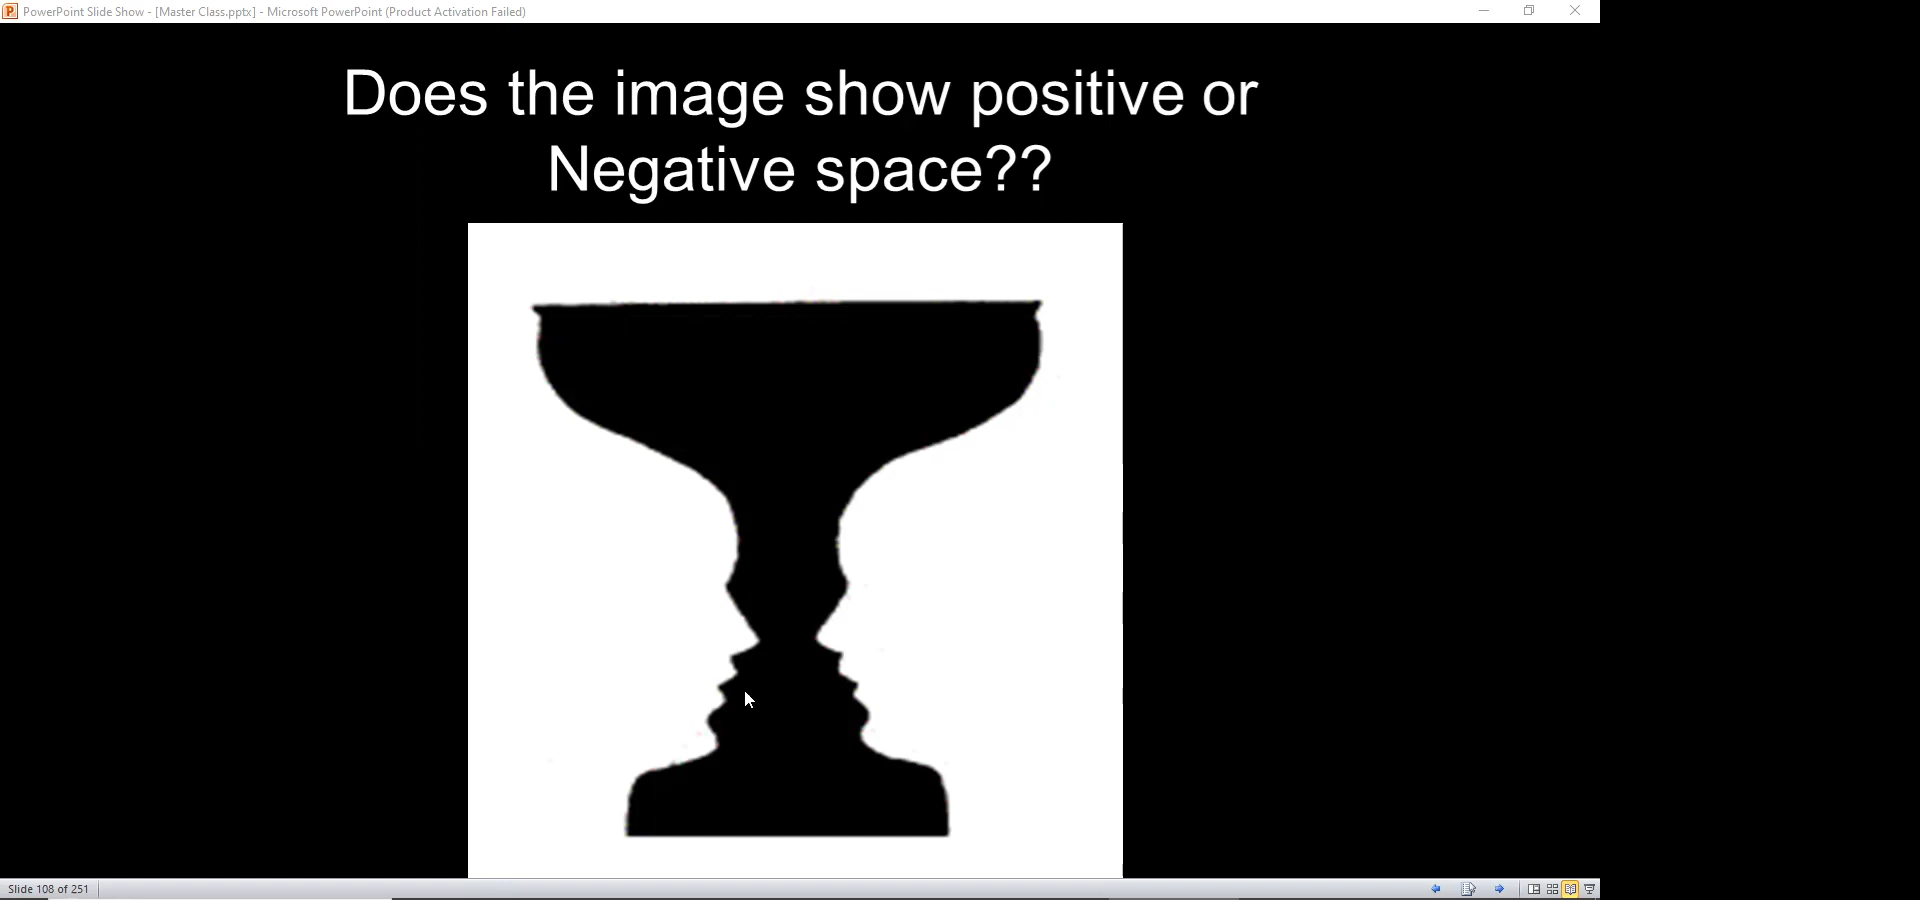 PowerPoint Slide Show - [Master Class.pptx] - Microsoft PowerPoint (Product Activation Failed)
Does the image show positive or
Negative space??
Slide 108 of 251